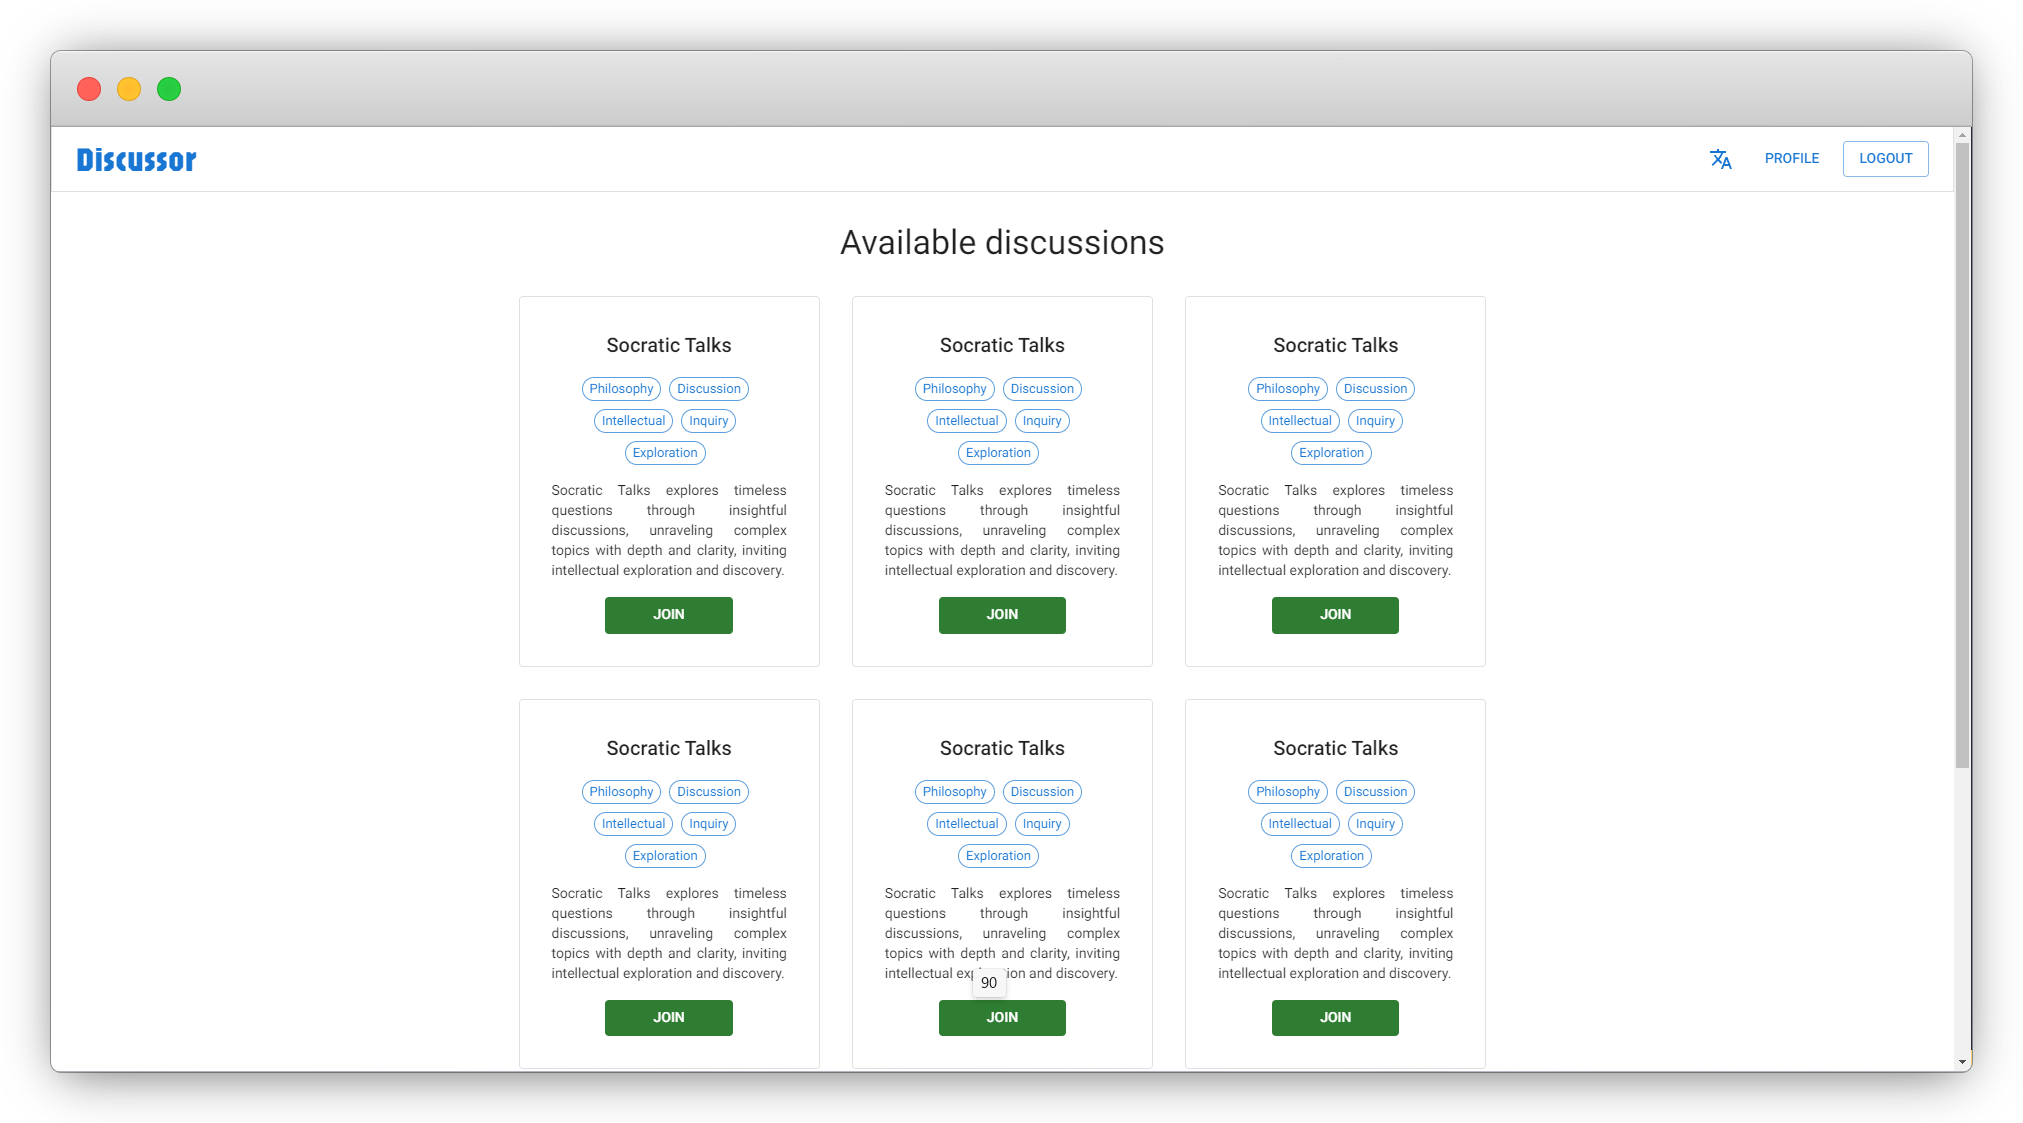 Discussor
PROFILE
LOGOUT
Available discussions
Socratic Talks
Philosophy Discussion
Intellectual Inquiry
Exploration
Socratic Talks explores timeless
questions through insightful
discussions, unraveling complex
topics with depth and clarity, inviting
intellectual exploration and discovery.
JOIN
Socratic Talks
Philosophy Discussion
Intellectual Inquiry
Exploration
Socratic Talks explores timeless
questions through insightful
discussions, unraveling complex
topics with depth and clarity, inviting
intellectual exploration and discovery.
JOIN
Socratic Talks
Philosophy Discussion
Intellectual Inquiry
Exploration
Socratic Talks explores timeless
questions through insightful
discussions, unraveling complex
topics with depth and clarity, inviting
intellectual exploration and discovery.
JOIN
Socratic Talks
Philosophy Discussion
Intellectual Inquiry
Exploration
Socratic Talks explores timeless
questions through insightful
discussions, unraveling complex
topics with depth and clarity, inviting
intellectual exploration and discovery.
JOIN
Socratic Talks
Philosophy Discussion
Intellectual Inquiry
Exploration
Socratic Talks explores timeless
questions through insightful
discussions, unraveling complex
topics with depth and clarity, inviting
intellectual and discovery.
90
JOIN
Socratic Talks
Philosophy Discussion
Intellectual Inquiry
Exploration
Socratic Talks explores timeless
questions through insightful
discussions, unraveling complex
topics with depth and clarity, inviting
intellectual exploration and discovery.
JOIN